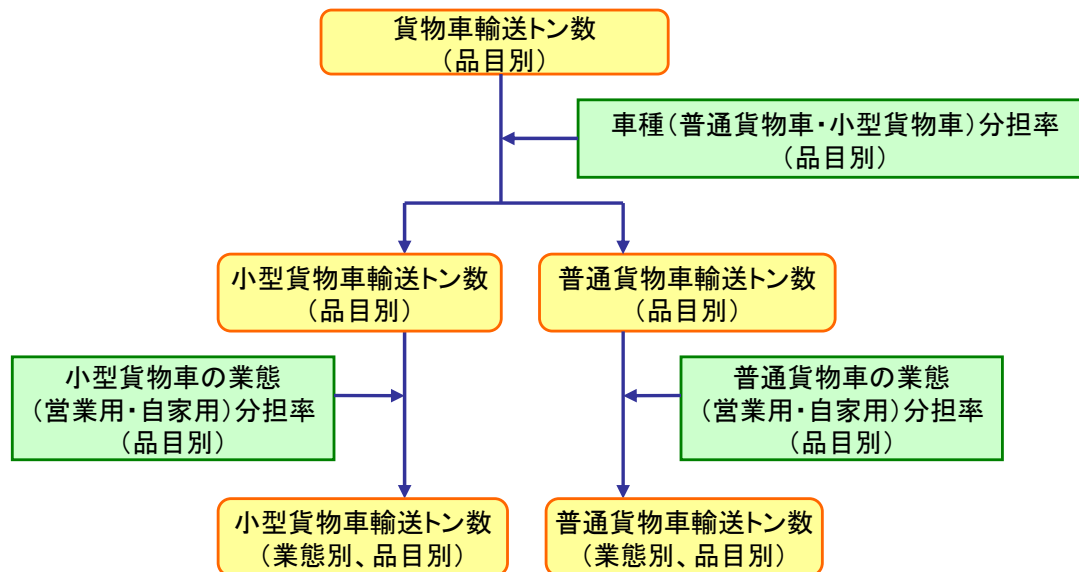 貨物車輸送トン数
（品目別）
車種（普通貨物車・小型貨物車）分担率
（品目別）
小型貨物車輸送トン数
（品目別）
普通貨物車輸送トン数
（品目別）
小型貨物車の業態
（営業用・自家用）分担率
（品目別）
普通貨物車の業態
（営業用・自家用）分担率
（品目別）
小型貨物車輸送トン数
（業態別、品目別）
普通貨物車輸送トン数
（業態別、品目別）